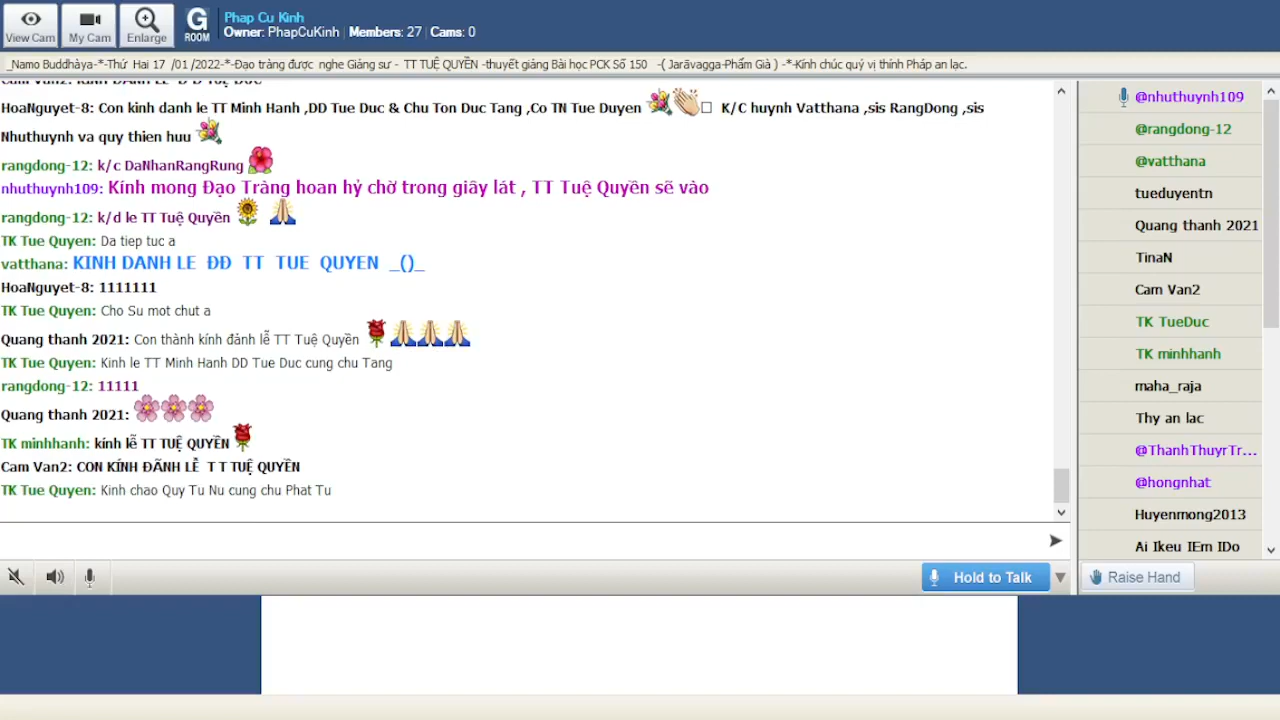 Phap Cu Kinh
Owner: PhapCuKinh | Members: 27 | Cams: 0
View Cam
My Cam
Enlarge
G ROOM
_Namo Buddhàya-*-Thứ Hai 17 /01 /2022-*-Đạo tràng được nghe Giảng sư - TT TUỆ QUYỀN -thuyết giảng Bài học PCK Số 150 -( Jarāvagga-Phẩm Già ) -*-Kính chúc quý vị thính Pháp an lạc.
HoaNguyet-8: Con kinh danh le TT Minh Hanh ,DD Tue Duc & Chu Ton Duc Tang ,Co TN Tue Duyen K/C huynh Vatthana ,sis RangDong ,sis
Nhuthuynh va quy thien huu
rangdong-12: k/c DaNhanRangRung
nhuthuynh109: Kính mong Đạo Tràng hoan hỷ chờ trong giây lát , TT Tuệ Quyền sẽ vào
rangdong-12: k/d le TT Tuệ Quyền
TK Tue Quyen: Da tiep tuc a
vatthana: KINH DANH LE ĐĐ TT TUE QUYEN _()_
HoaNguyet-8: 1111111
TK Tue Quyen: Cho Su mot chut a
Quang thanh 2021: Con thành kính đảnh lễ TT Tuệ Quyền
TK Tue Quyen: Kinh le TT Minh Hanh DD Tue Duc cung chu Tang
rangdong-12: 11111
Quang thanh 2021:
TK minhhanh: kính lễ TT TUỆ QUYỀN
Cam Van2: CON KÍNH ĐÃNH LỄ T T TUỆ QUYỀN
TK Tue Quyen: Kinh chao Quy Tu Nu cung chu Phat Tu
@nhuthuynh109
@rangdong-12
@vatthana
tueduyentn
Quang thanh 2021
TinaN
Cam Van2
TK TueDuc
TK minhhanh
maha_raja
Thy an lac
@ThanhThuyrTr...
@hongnhat
Huyenmong2013
Ai Ikeu IEm IDo
Hold to Talk
Raise Hand